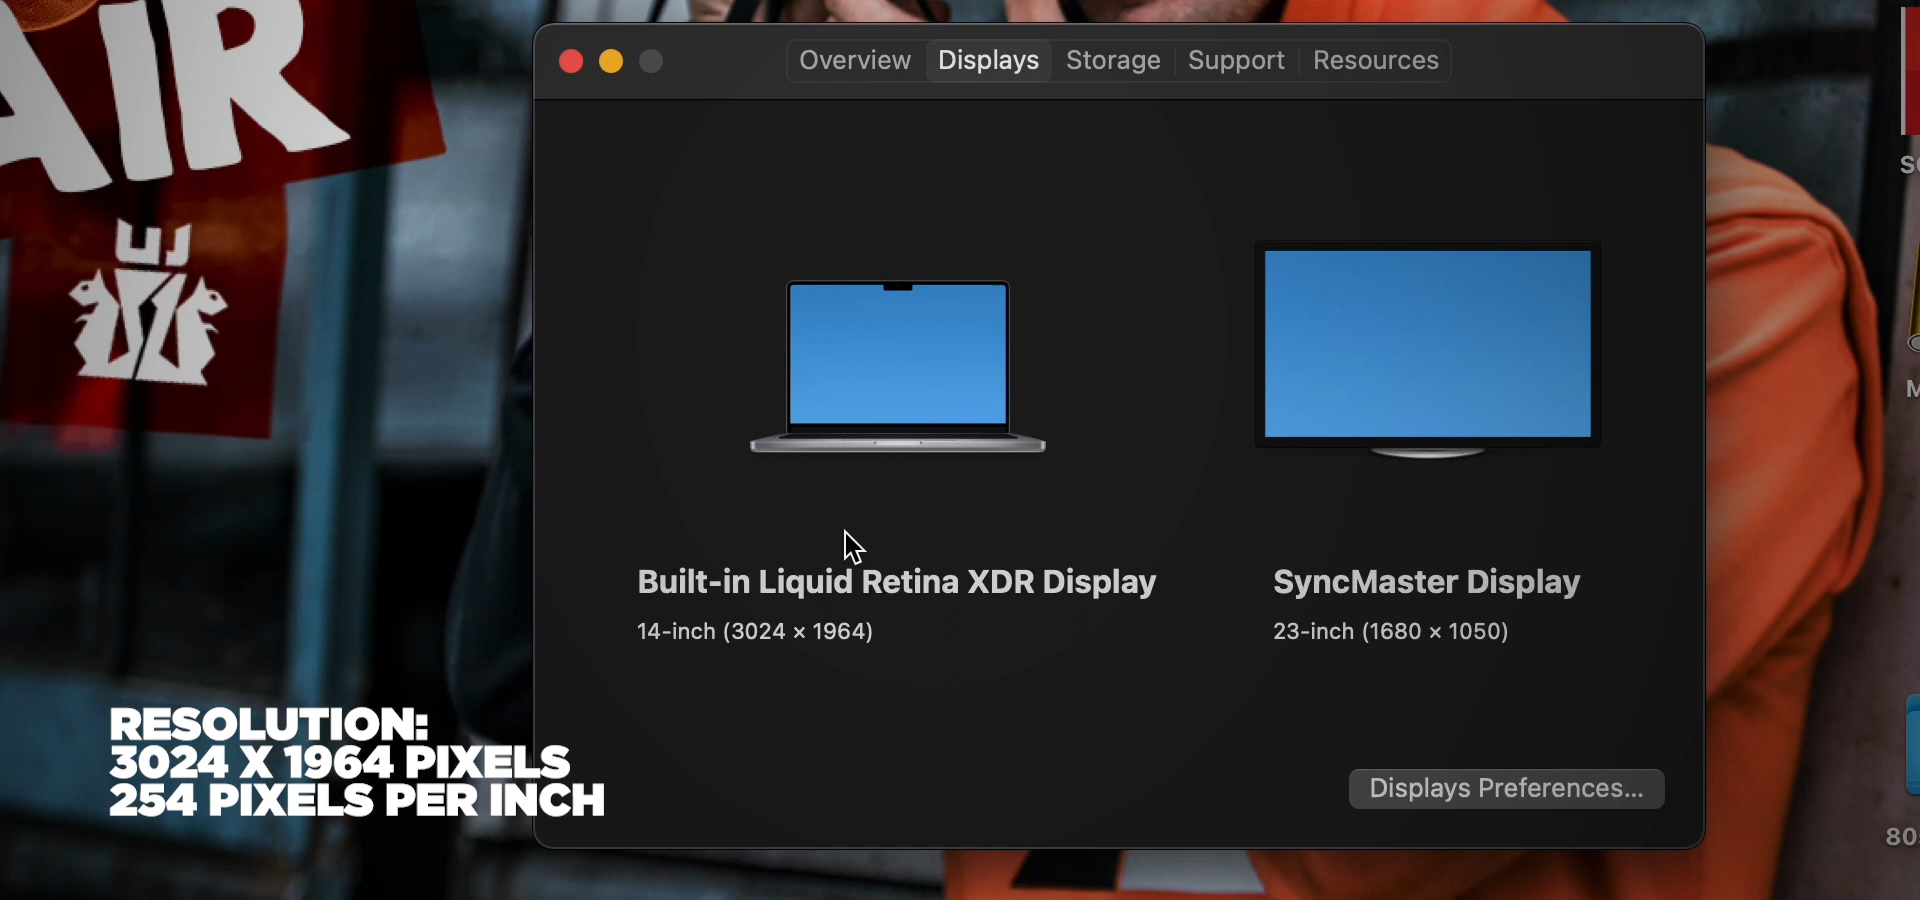 AIR
Overview Displays Storage Support Resources
Built-in Liquid Retina XDR Display
14-inch (3024 × 1964)
SyncMaster Display
23-inch (1680 × 1050)
RESOLUTION:
3024 X 1964 PIXELS
254 PIXELS PER INCH
Displays Preferences...